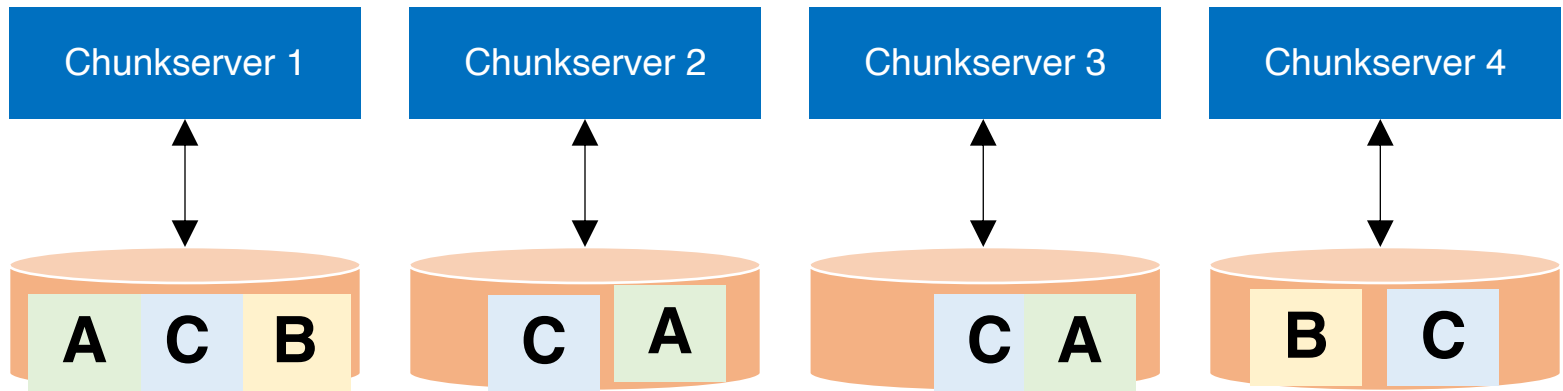 Chunkserver 1
Chunkserver 2
Chunkserver 3
Chunkserver 4
A C B
C A
C A
B C